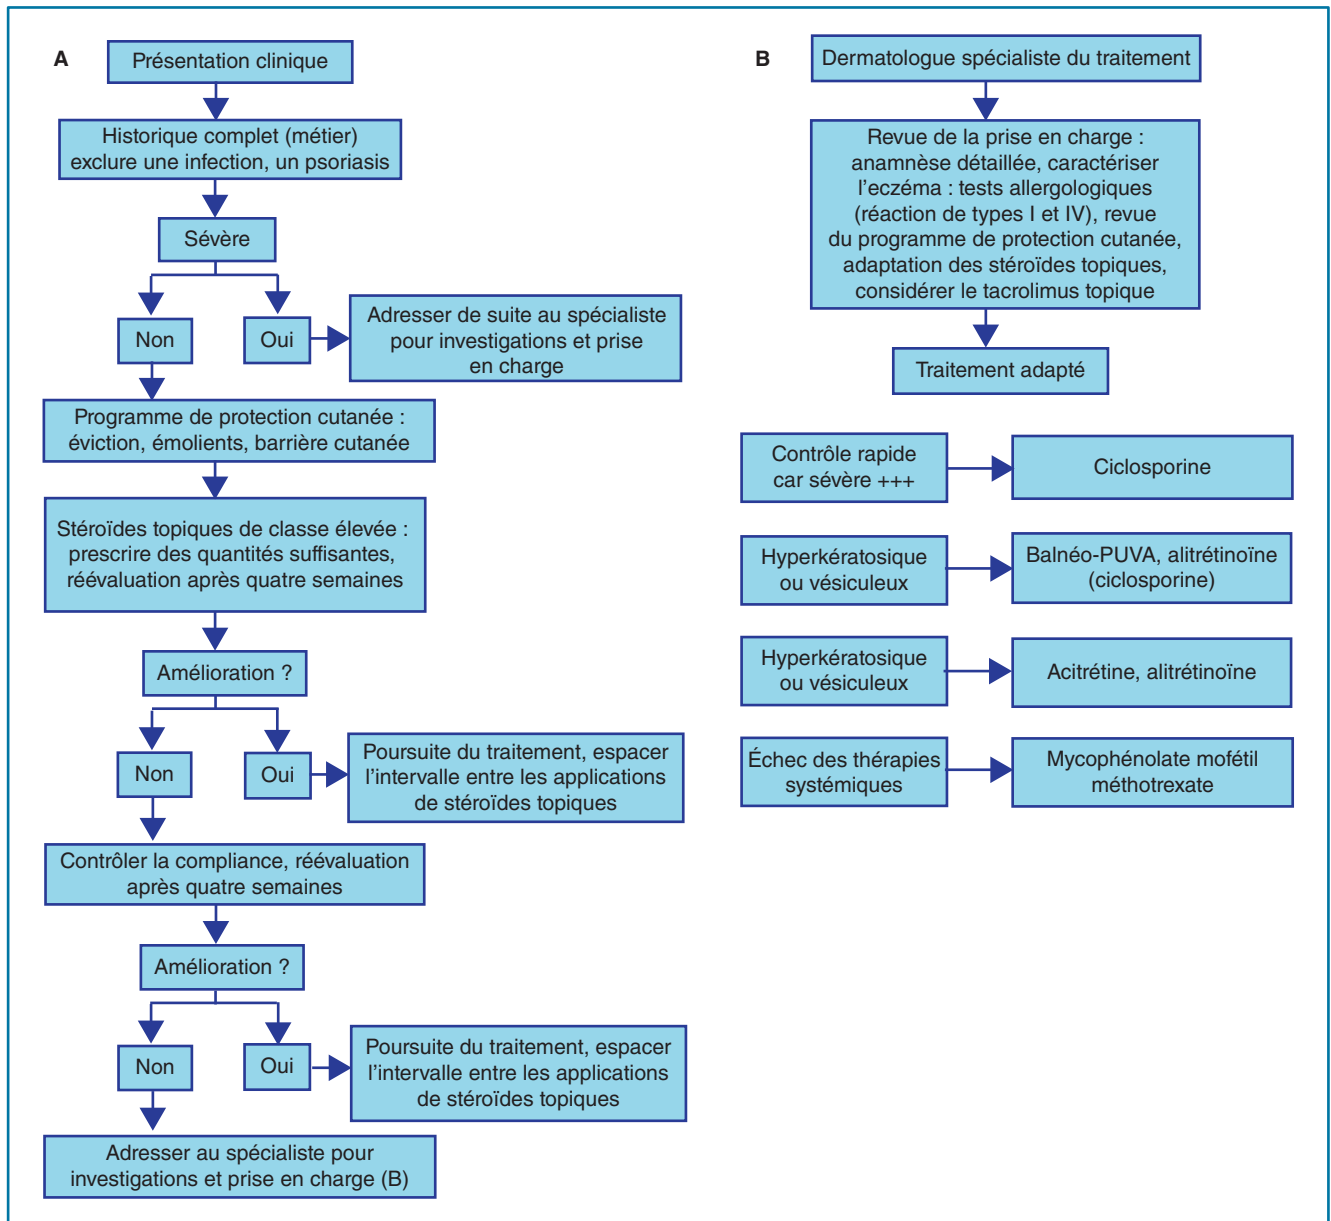 A
Présentation clinique
Historique complet (métier)
exclure une infection, un psoriasis
Sévère
Non
Oui
Adresser de suite au spécialiste
pour investigations et prise
en charge
Programme de protection cutanée :
éviction, émolients, barrière cutanée
Stéroïdes topiques de classe élevée :
prescrire des quantités suffisantes,
réévaluation après quatre semaines
Amélioration ?
Non
Oui
Poursuite du traitement, espacer
l'intervalle entre les applications
de stéroïdes topiques
Contrôler la compliance, réévaluation
après quatre semaines
Amélioration ?
Non
Oui
Poursuite du traitement, espacer
l'intervalle entre les applications
de stéroïdes topiques
Adresser au spécialiste pour
investigations et prise en charge (B)
B
Dermatologue spécialiste du traitement
Revue de la prise en charge :
anamnèse détaillée, caractériser
l'eczéma : tests allergologiques
(réaction de types I et IV), revue
du programme de protection cutanée,
adaptation des stéroïdes topiques,
considérer le tacrolimus topique
Traitement adapté
Contrôle rapide
car sévère +++
Ciclosporine
Hyperkératosique
ou vésiculeux
Balnéo-PUVA, alitrétinoïne
(ciclosporine)
Hyperkératosique
ou vésiculeux
Acitrétine, alitrétinoïne
Échec des thérapies
systémiques
Mycophénolate mofétil
méthotrexate